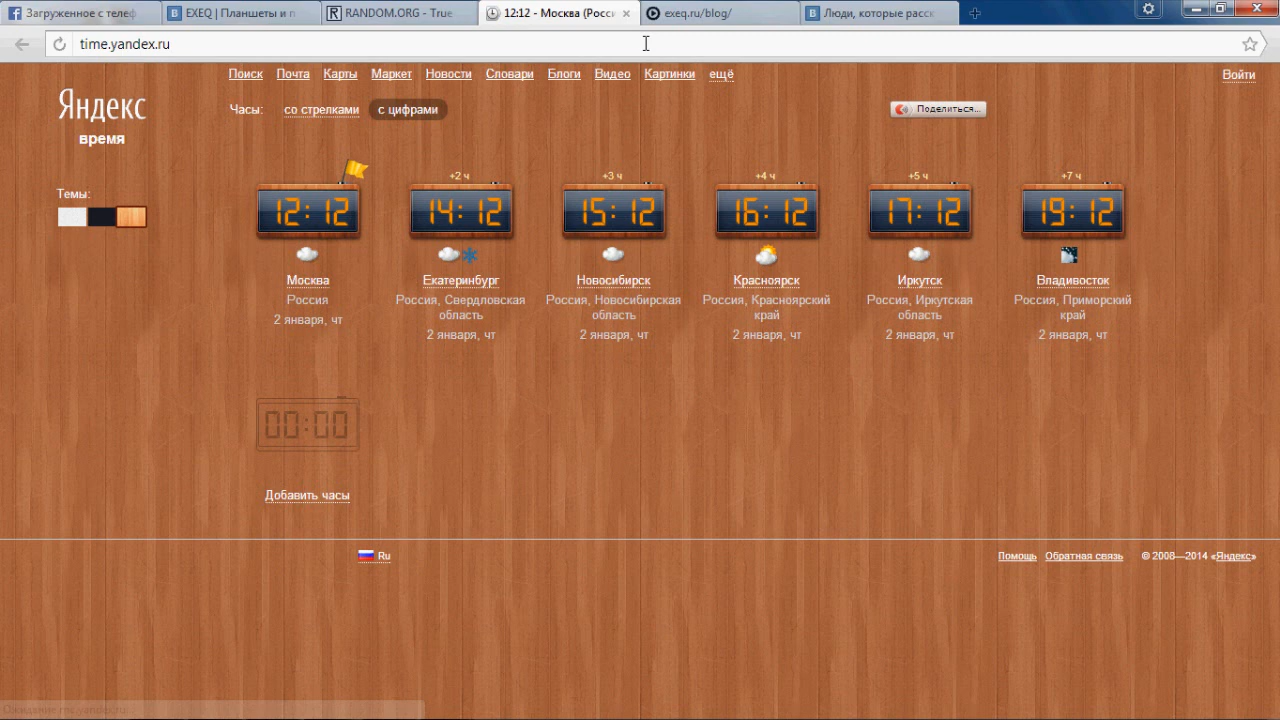 Загруженное с телеф
EXEQ | Планшеты и п
RANDOM.ORG - True
12:12 - Москва (Росси
exeq.ru/blog/
Люди, которые расск
time.yandex.ru
Поиск Почта Карты Маркет Новости Словари Блоги Видео Картинки ещё
Войти
Яндекс
время
Часы: со стрелками с цифрами
Поделиться...
Темы:
+2 ч +3 ч +4 ч +5 ч +7 ч
12:12 14:12 15:12 16:12 17:12 19:12
Москва Екатеринбург Новосибирск Красноярск Иркутск Владивосток
Россия Россия, Свердловская Россия, Новосибирская Россия, Красноярский Россия, Иркутская Россия, Приморский
область область край область край
2 января, чт
2 января, чт 2 января, чт 2 января, чт 2 января, чт 2 января, чт
00:00
Добавить часы
Ru
Помощь Обратная связь © 2008—2014 «Яндекс»